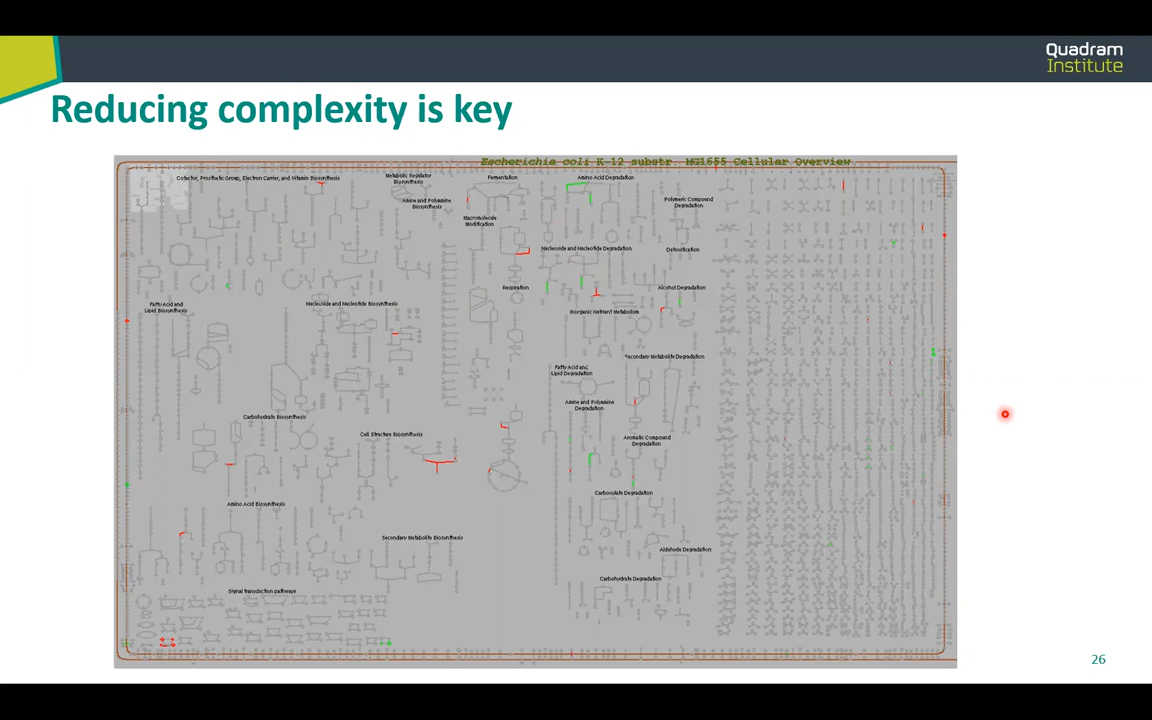 Quadram
Institute
Reducing complexity is key
Escherichia coli K-12 substr. MG1655 Cellular Overview
Cofactor, Prosthetic Group, Electron Carrier, and Vitamin Biosynthesis
Metabolic Regulator
Biosynthesis
Fermentation
Amino Acid Degradation
Amine and Polyamine
Biosynthesis
Polymeric Compound
Degradation
Macromolecule
Modification
Nucleoside and Nucleotide Degradation
Detoxification
Respiration
Alcohol Degradation
Fatty Acid and
Lipid Biosynthesis
Nucleoside and Nucleotide Biosynthesis
Inorganic Nutrient Metabolism
Secondary Metabolite Degradation
Fatty Acid and
Lipid Degradation
Amine and Polyamine
Degradation
Carbohydrate Biosynthesis
Cell Structure Biosynthesis
Aromatic Compound
Degradation
Carboxylate Degradation
Amino Acid Biosynthesis
Secondary Metabolite Biosynthesis
Aldehyde Degradation
Carbohydrate Degradation
Signal transduction pathways
26